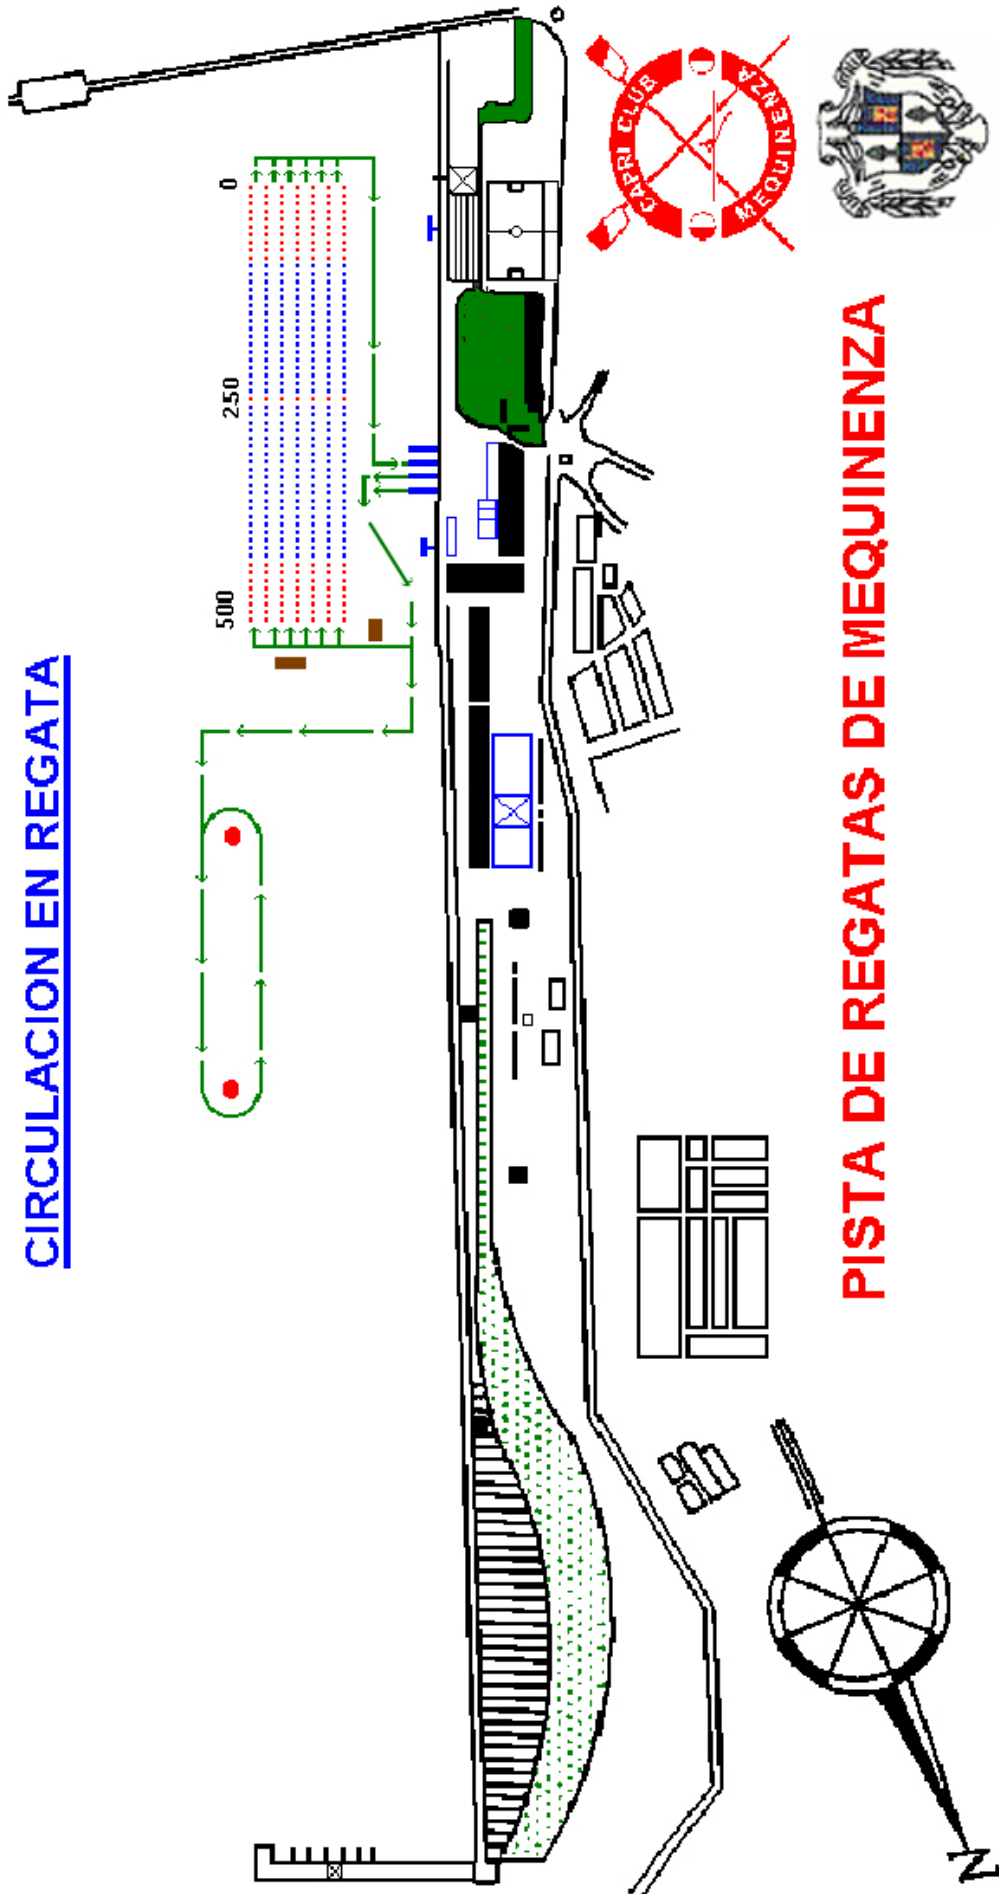 CIRCULACION EN REGATA
0
250
500
CAPRI CLUB
MEQUINENZA
PISTA DE REGATAS DE MEQUINENZA
N